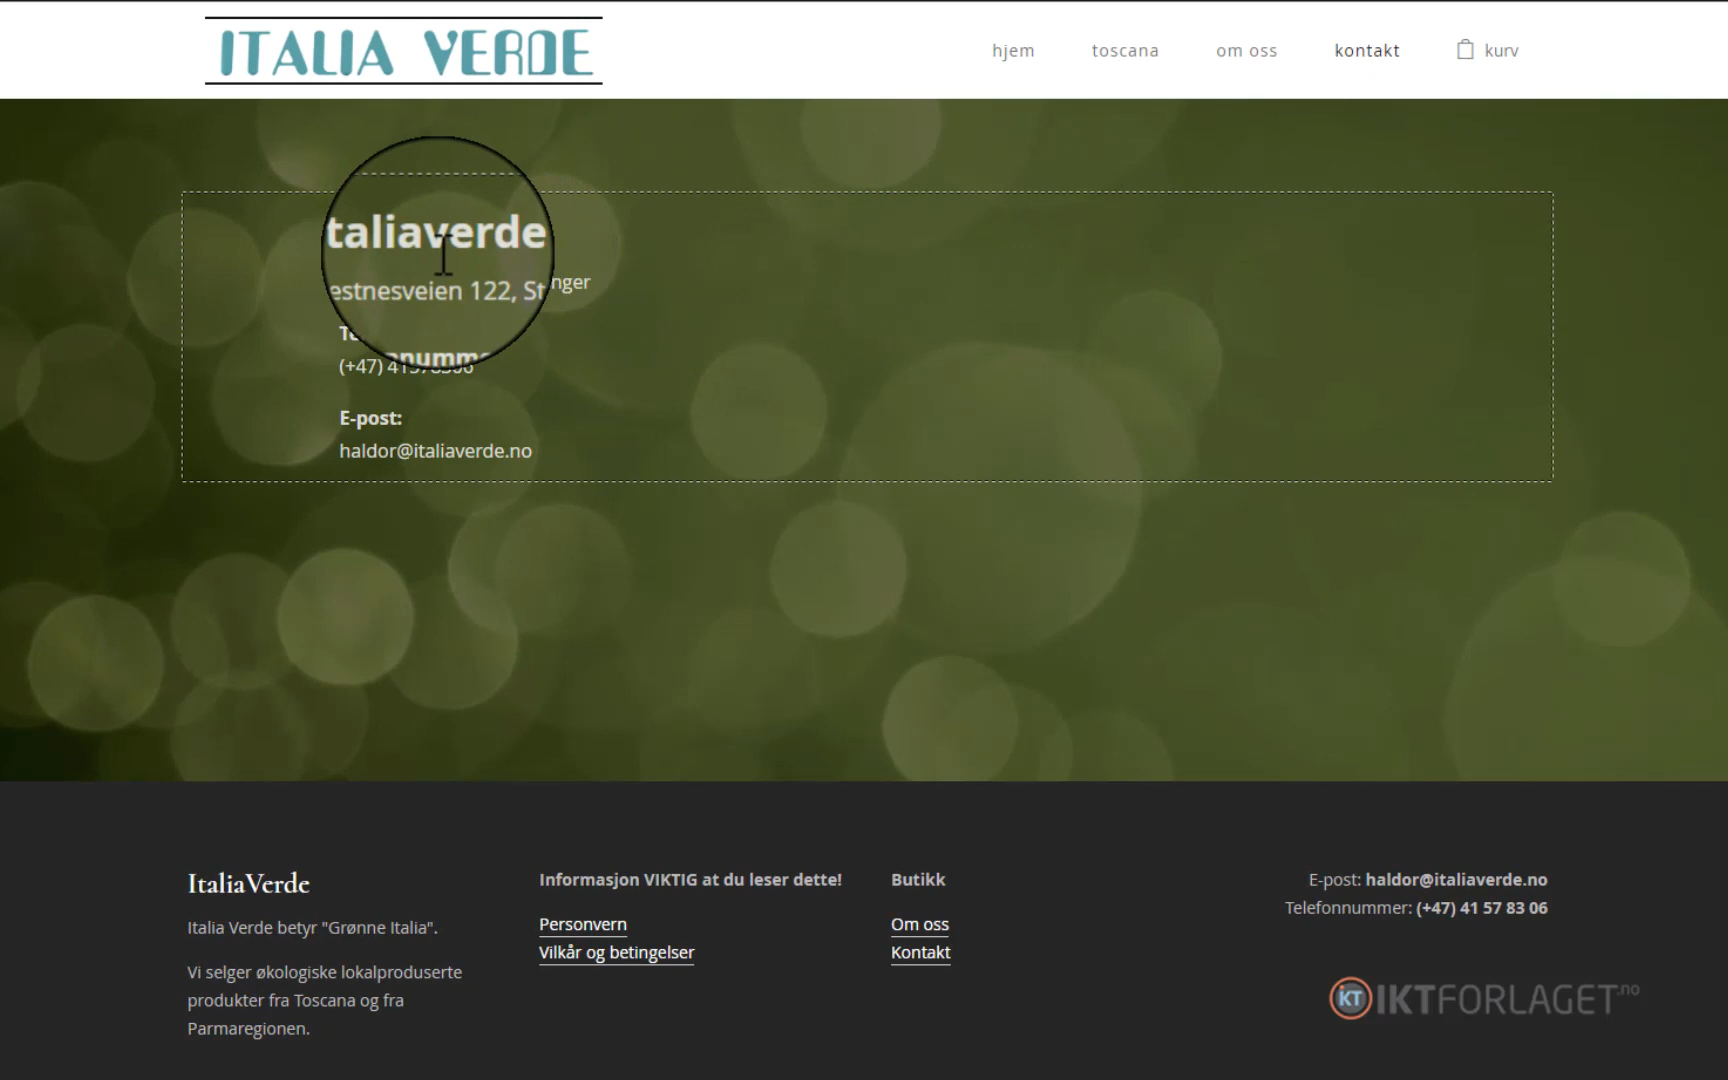 ITALIA VERDE
hjem toscana om oss kontakt kurv
taliaverde
estnesveien 122, St nger
(+47)
E-post:
haldor@italiaverde.no
ItaliaVerde
Italia Verde betyr "Grønne Italia".
Vi selger økologiske lokalproduserte
produkter fra Toscana og fra
Parmaregionen.
Informasjon VIKTIG at du leser dette!
Personvern
Vilkår og betingelser
Butikk
Om oss
Kontakt
E-post: haldor@italiaverde.no
Telefonnummer: (+47) 41 57 83 06
IKT IKTFORLAGET.no